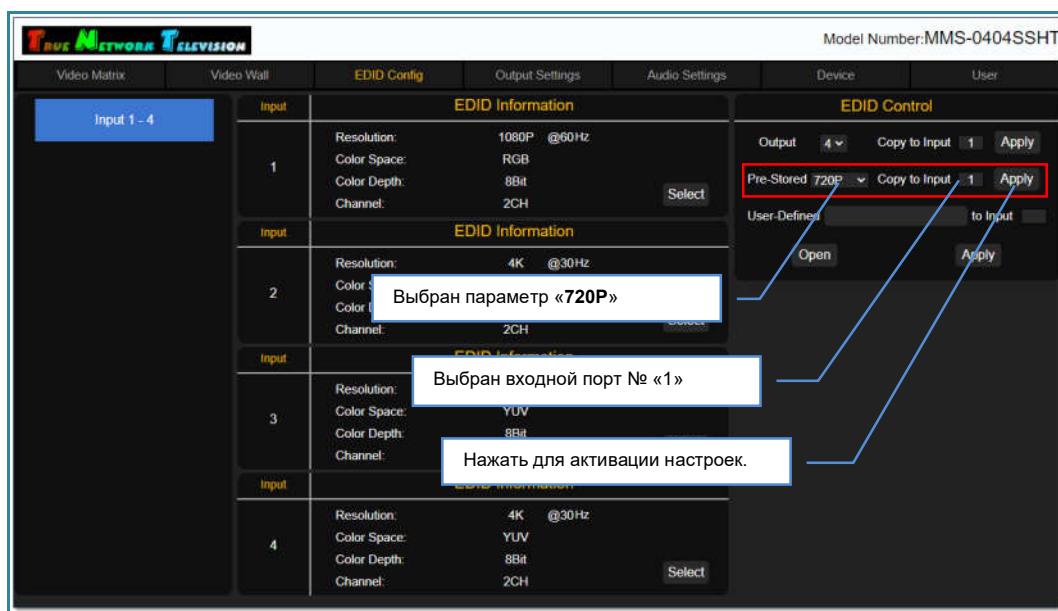 TRUE NETWORK TELEVISION
Model Number:MMS-0404SSHT
Video Matrix Video Wall EDID Config Output Settings Audio Settings Device User
Input 1 - 4
Input EDID Information
1
Resolution: 1080P @60Hz
Color Space: RGB
Color Depth: 8Bit
Channel: 2CH
Select
Input EDID Information
2
Resolution: 4K @30Hz
Color
Color
Channel: 2CH
Input
3
Resolution:
Color Space: YUV
Color Depth: 8Bit
Channel:
Input
4
Resolution: 4K @30Hz
Color Space: YUV
Color Depth: 8Bit
Channel: 2CH
Select
EDID Control
Output 4 Copy to Input 1 Apply
Pre-Stored 720P Copy to Input 1 Apply
User-Defined to Input
Open Apply
Выбран параметр «720P»
Выбран входной порт № «1»
Нажать для активации настроек.